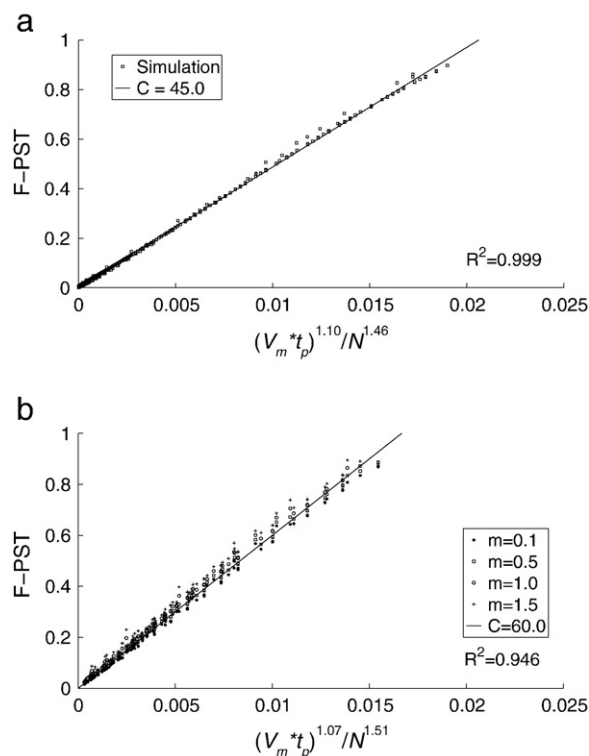 a
1
0.8
0.6
0.4
0.2
0
F-PST
Simulation
C = 45.0
R²=0.999
0 0.005 0.01 0.015 0.02 0.025
(Vₘ*tₚ)^1.10/N^1.46
b
1
0.8
0.6
0.4
0.2
0
F-PST
m=0.1
m=0.5
m=1.0
m=1.5
C=60.0
R²=0.946
0 0.005 0.01 0.015 0.02 0.025
(Vₘ*tₚ)^1.07/N^1.51